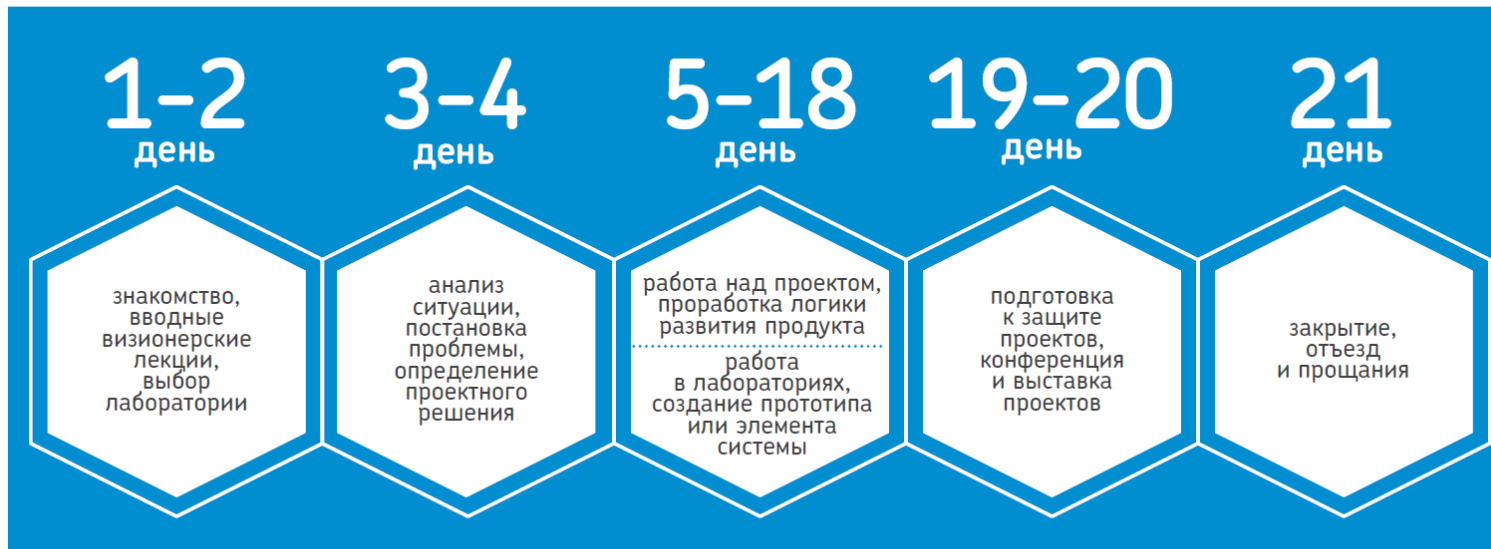 1–2
день
3–4
день
5–18
день
19–20
день
21
день
знакомство,
вводные
визионерские
лекции,
выбор
лаборатории
анализ
ситуации,
постановка
проблемы,
определение
проектного
решения
работа над проектом,
проработка логики
развития продукта
работа
в лабораториях,
создание прототипа
или элемента
системы
подготовка
к защите
проектов,
конференция
и выставка
проектов
закрытие,
отъезд
и прощания